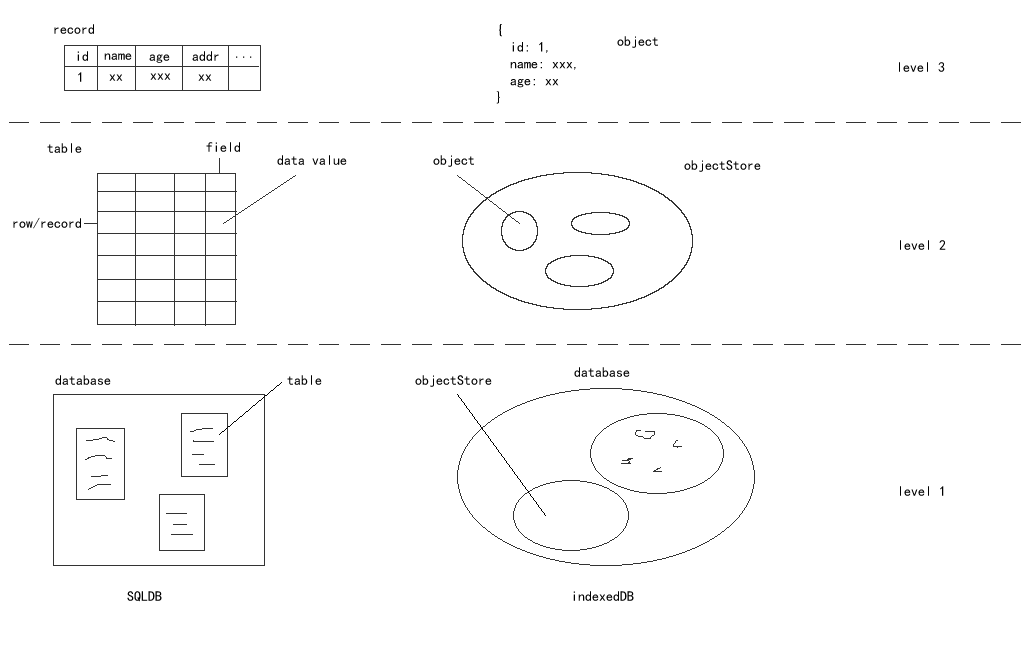 record
id name age addr ...
1 xx xxx xx
{
id: 1,
name: xxx,
age: xx
}
object
level 3
table
field
data value
row/record
object
objectStore
level 2
database
table
objectStore
database
level 1
SQLDB
indexedDB